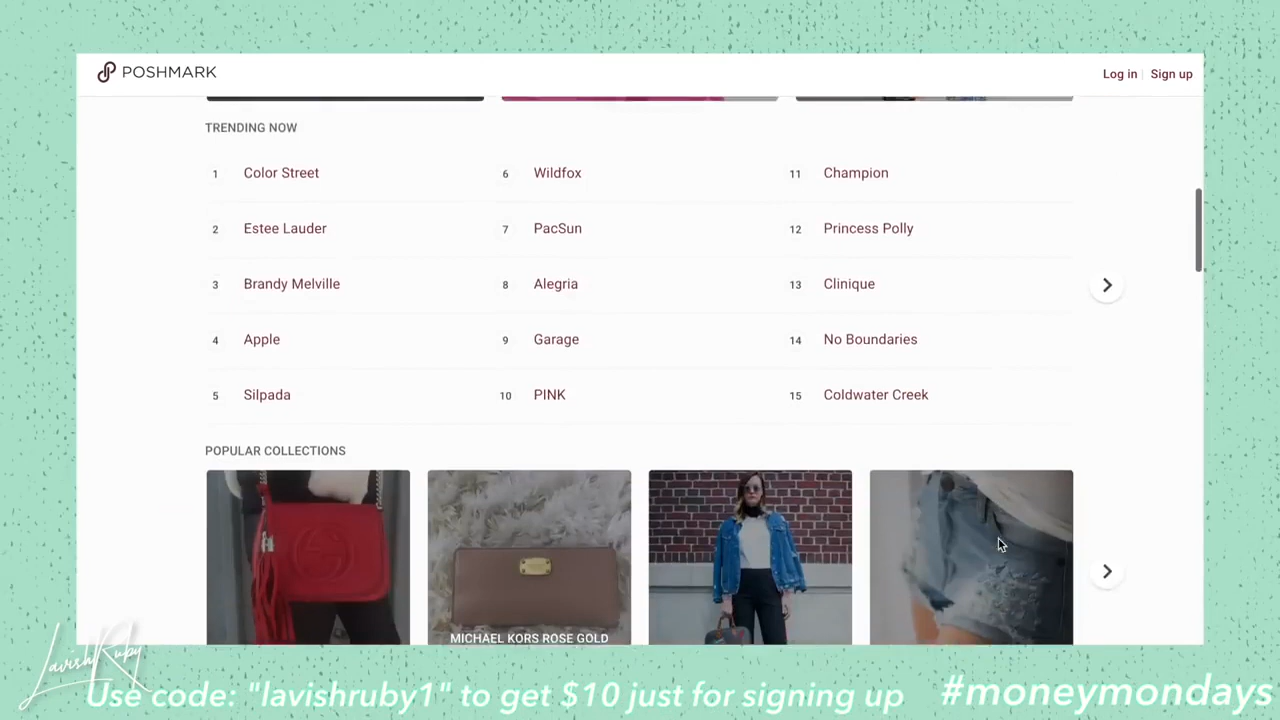 POSHMARK
Log in
Sign up
TRENDING NOW
1 Color Street
2 Estee Lauder
3 Brandy Melville
4 Apple
5 Silpada
6 Wildfox
7 PacSun
8 Alegria
9 Garage
10 PINK
11 Champion
12 Princess Polly
13 Clinique
14 No Boundaries
15 Coldwater Creek
POPULAR COLLECTIONS
MICHAEL KORS ROSE GOLD
LavishRuby
Use code: "lavishruby1" to get $10 just for signing up
#moneymondays